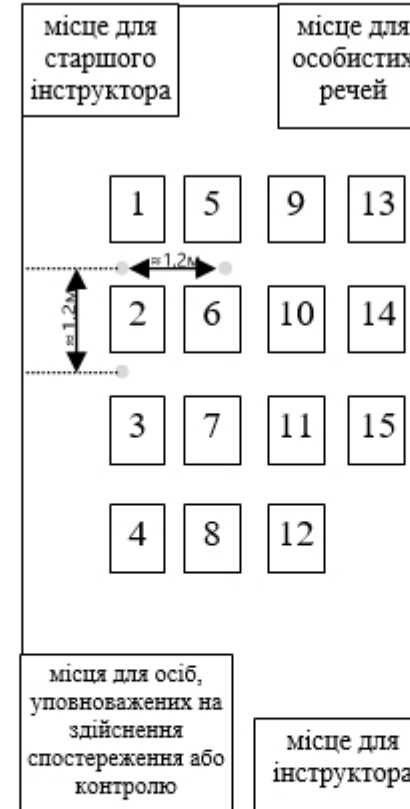 місце для
старшого
інструктора
місце для
особистих
речей
1 5 9 13
≈1,2м
≈1,2м
2 6 10 14
3 7 11 15
4 8 12
місця для осіб,
уповноважених на
здійснення
спостереження або
контролю
місце для
інструктора